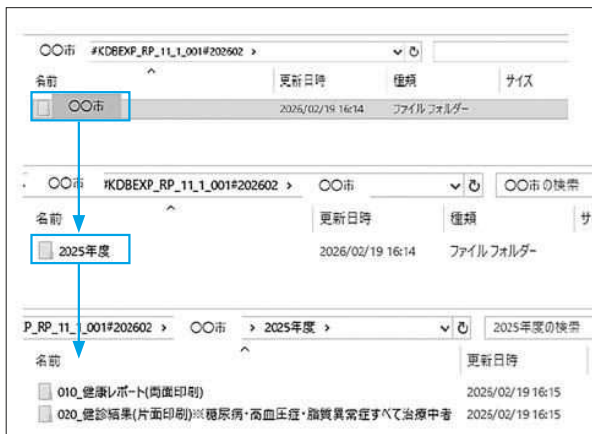 〇〇市 #KDBEXP_RP_11_1_001#202602 >
名前 更新日時 種類 サイズ
〇〇市 2026/02/19 16:14 ファイル フォルダー
〇〇市 #KDBEXP_RP_11_1_001#202602 > 〇〇市 〇〇市の検索
名前 更新日時 種類 サ
2025年度 2026/02/19 16:14 ファイル フォルダー
P_RP_11_1_001#202602 > 〇〇市 > 2025年度 > 2025年度の検索
名前 更新日時
010_健康レポート(両面印刷) 2026/02/19 16:15
020_健診結果(片面印刷)※糖尿病・高血圧症・脂質異常症すべて治療中者 2026/02/19 16:15